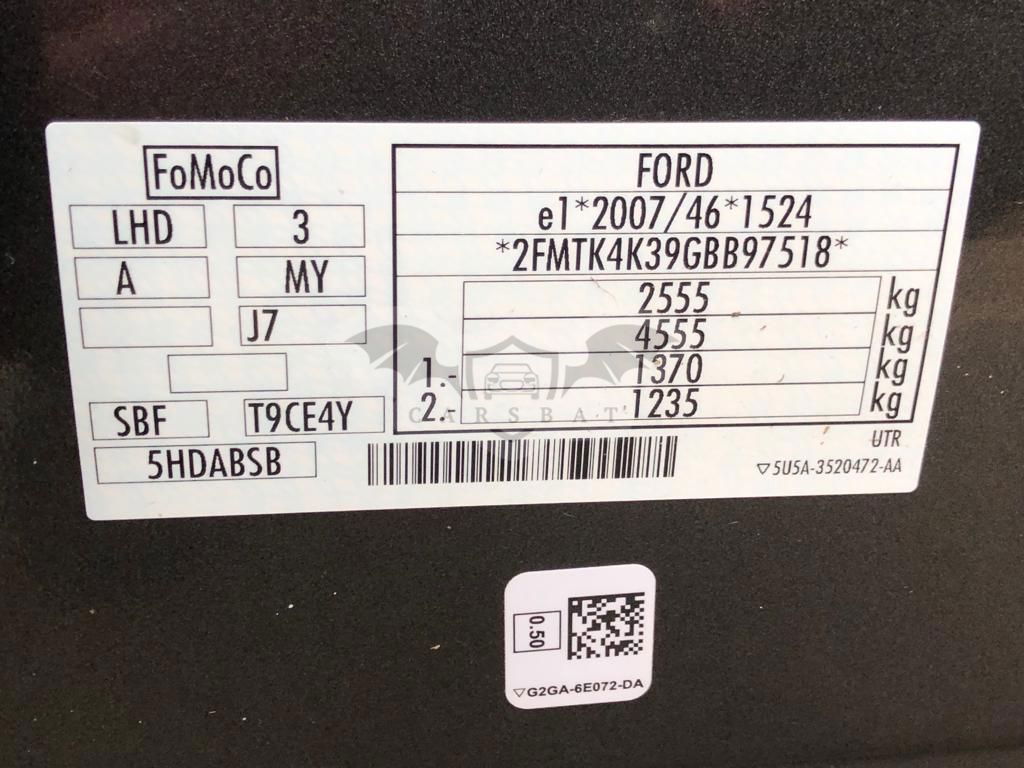 FoMoCo
LHD 3
A MY
J7
SBF T9CE4Y
5HDABSB
FORD
e1*2007/46*1524
*2FMTK4K39GBB97518*
2555 kg
4555 kg
1.- 1370 kg
2.- 1235 kg
CARSBAT
UTR
▽5U5A-3520472-AA
0.50
▽G2GA-6E072-DA